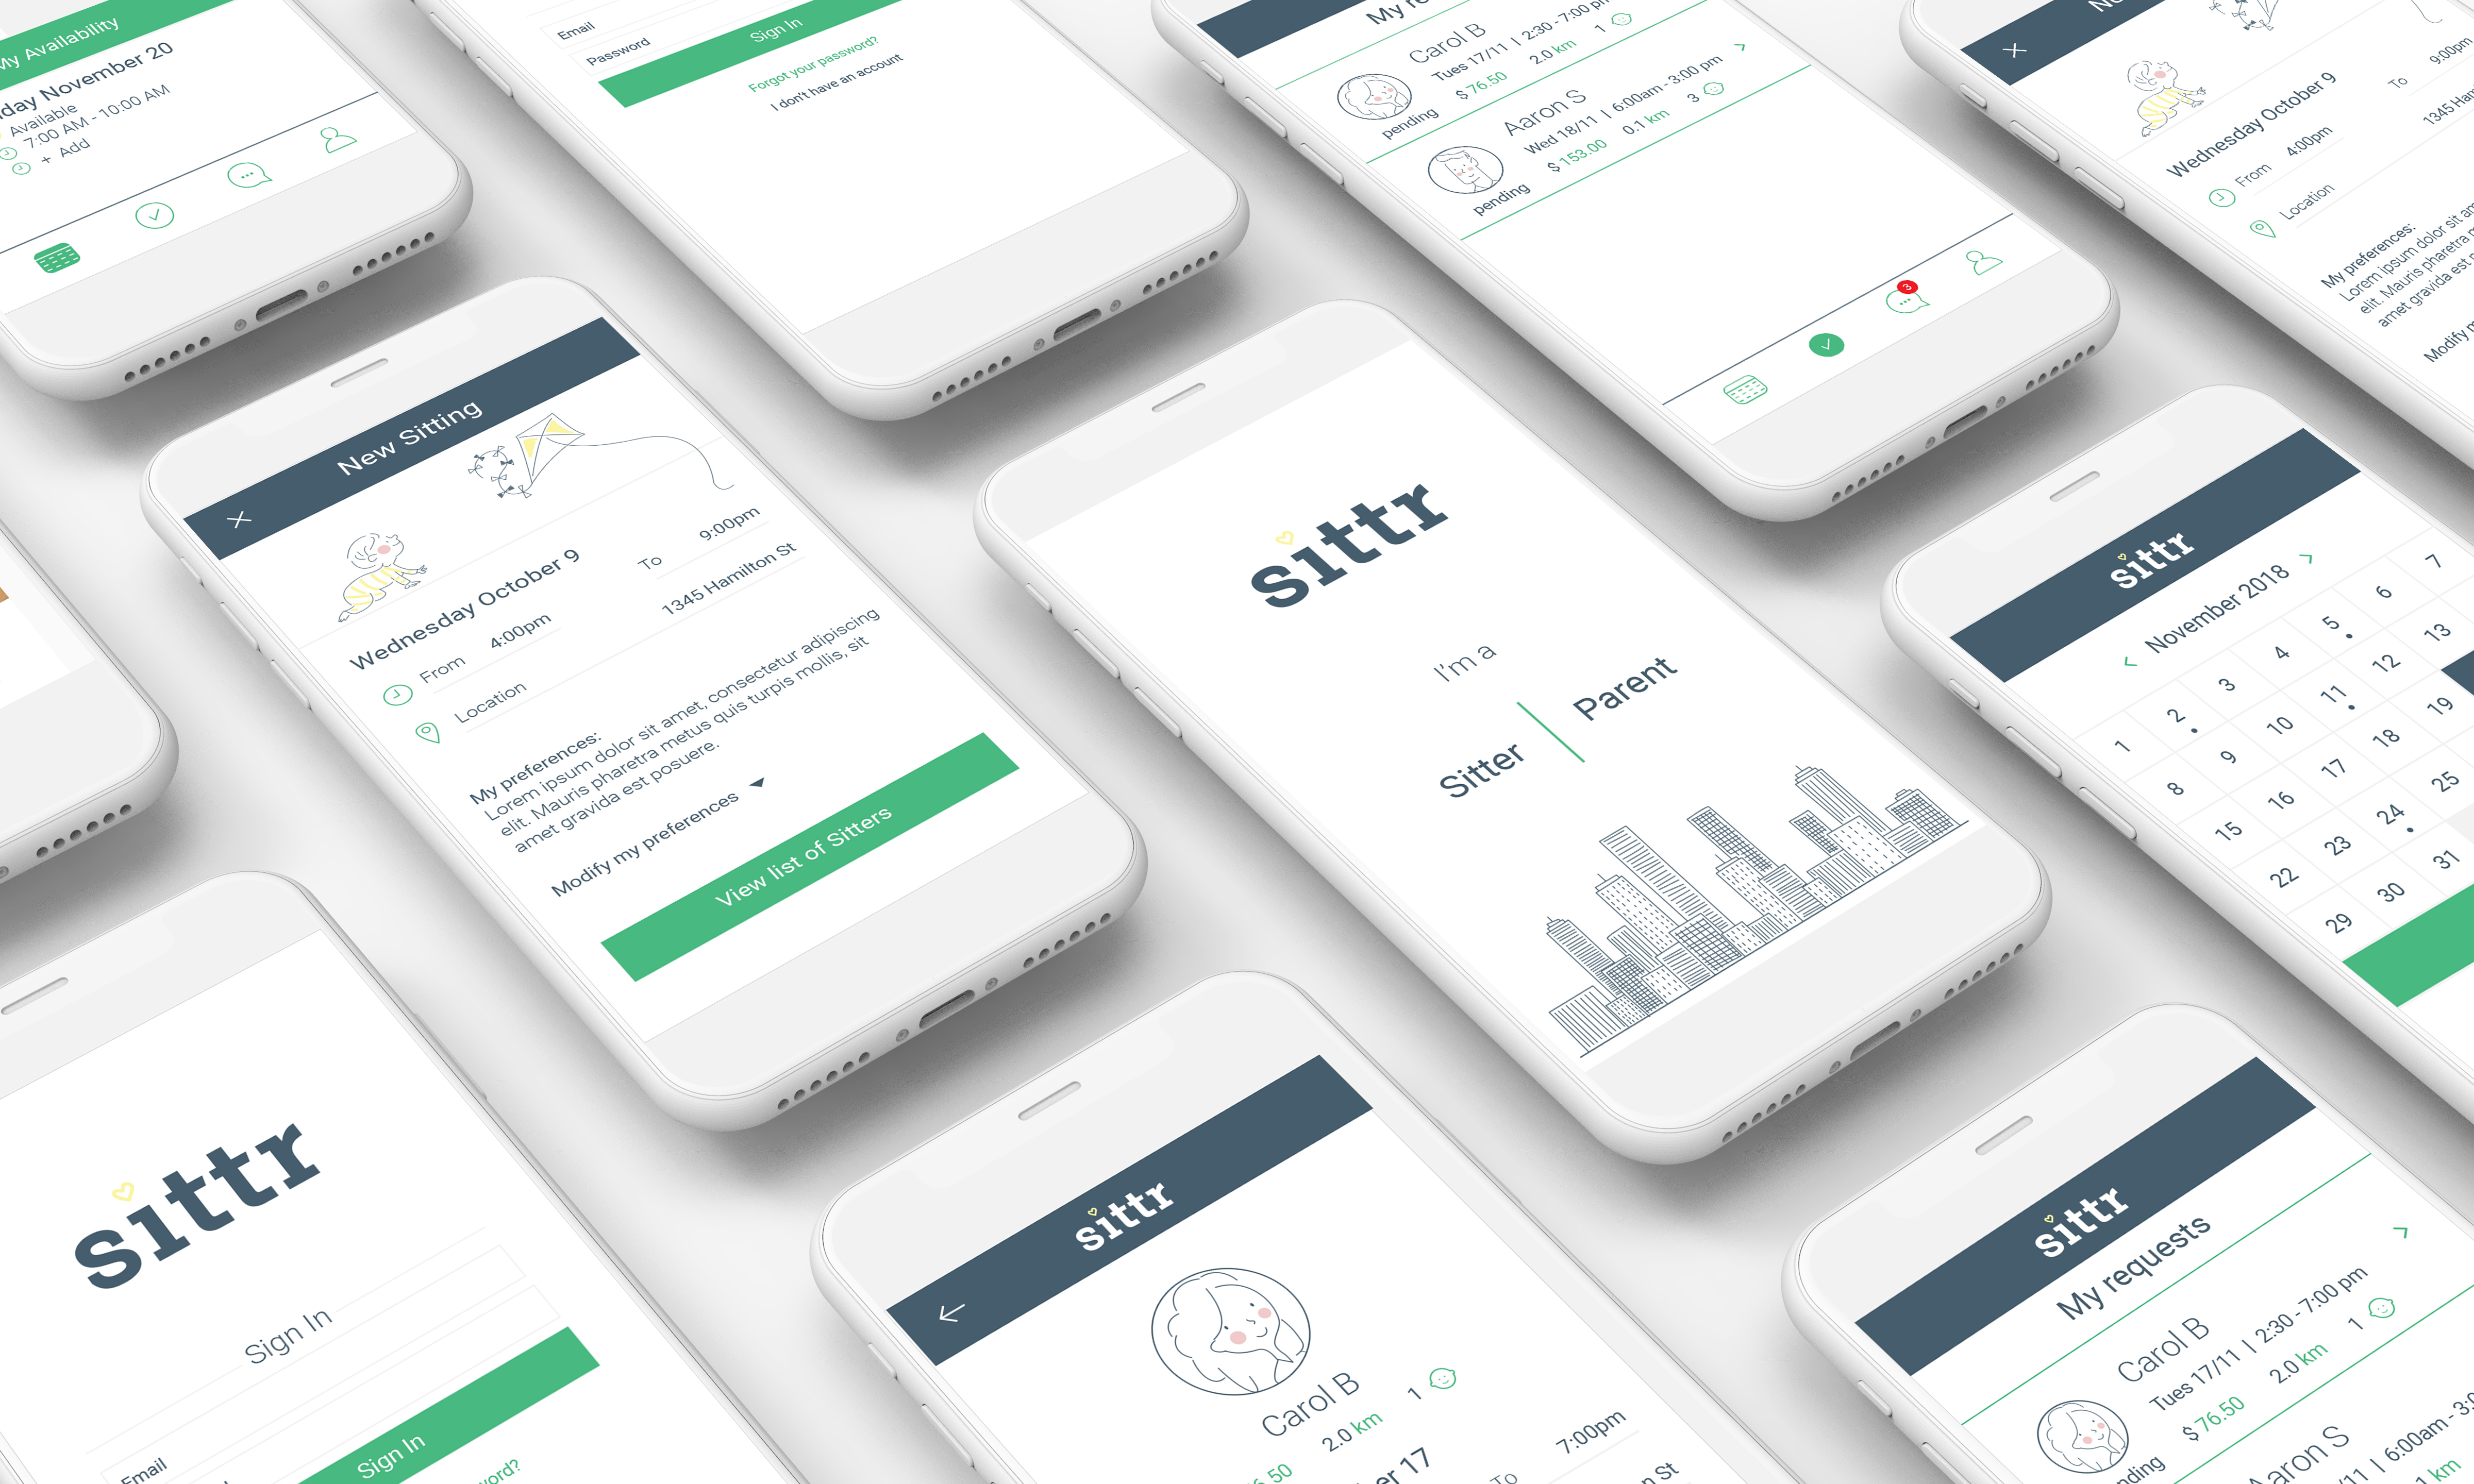 My Availability
day November 20
Available
7:00 AM - 10:00 AM
+ Add
Email
Password
Sign In
Forgot your password?
I don't have an account
My
Carol B
Tues 17/11 | 2:30 - 7:00 pm
$ 76.50 2.0 km 1
pending
Aaron S
Wed 18/11 | 6:00am - 3:00 pm
$ 153.00 0.1 km 3
pending
3
Wednesday October 9
From 4:00pm To 9:00pm
Location 1345 Ham
My preferences:
Lorem ipsum dolor sit am
elit. Mauris pharetra m
amet gravida est
Modify m
New Sitting
Wednesday October 9
From 4:00pm To 9:00pm
Location 1345 Hamilton St
My preferences:
Lorem ipsum dolor sit amet, consectetur adipiscing
elit. Mauris pharetra metus quis turpis mollis, sit
amet gravida est posuere.
Modify my preferences
View list of Sitters
sittr
I'm a
Sitter | Parent
sittr
< November 2018 >
1 2 3 4 5 6 7
8 9 10 11 12 13
15 16 17 18 19
22 23 24 25
29 30 31
sittr
Sign In
Email
Sign In
word?
sittr
Carol B
6.50 2.0 km 1
er 17
To 7:00pm
n St
sittr
My requests
Carol B
Tues 17/11 | 2:30 - 7:00 pm
$ 76.50 2.0 km 1
nding
Aaron S
/11 | 6:00am - 3:0
1 km